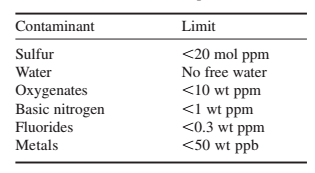 Contaminant Limit
Sulfur <20 mol ppm
Water No free water
Oxygenates <10 wt ppm
Basic nitrogen <1 wt ppm
Fluorides <0.3 wt ppm
Metals <50 wt ppb